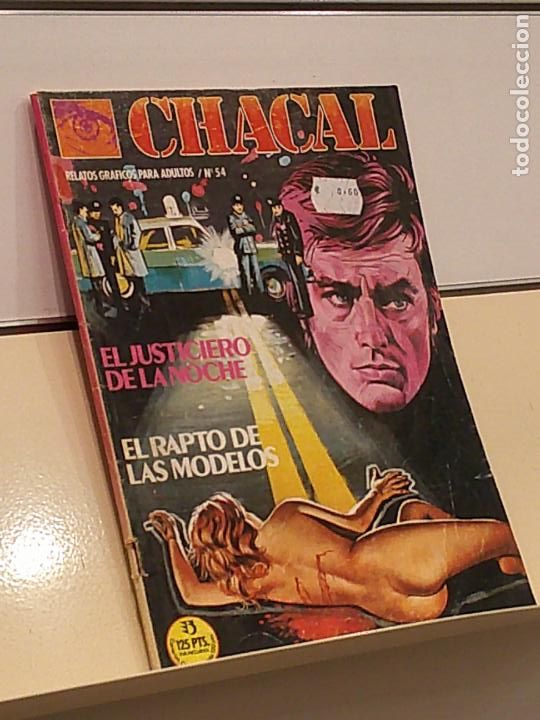 CHACAL
RELATOS GRAFICOS PARA ADULTOS / Nº 54
€ 0,60
EL JUSTICIERO
DE LA NOCHE
EL RAPTO DE
LAS MODELOS
125 PTS.
todocoleccion